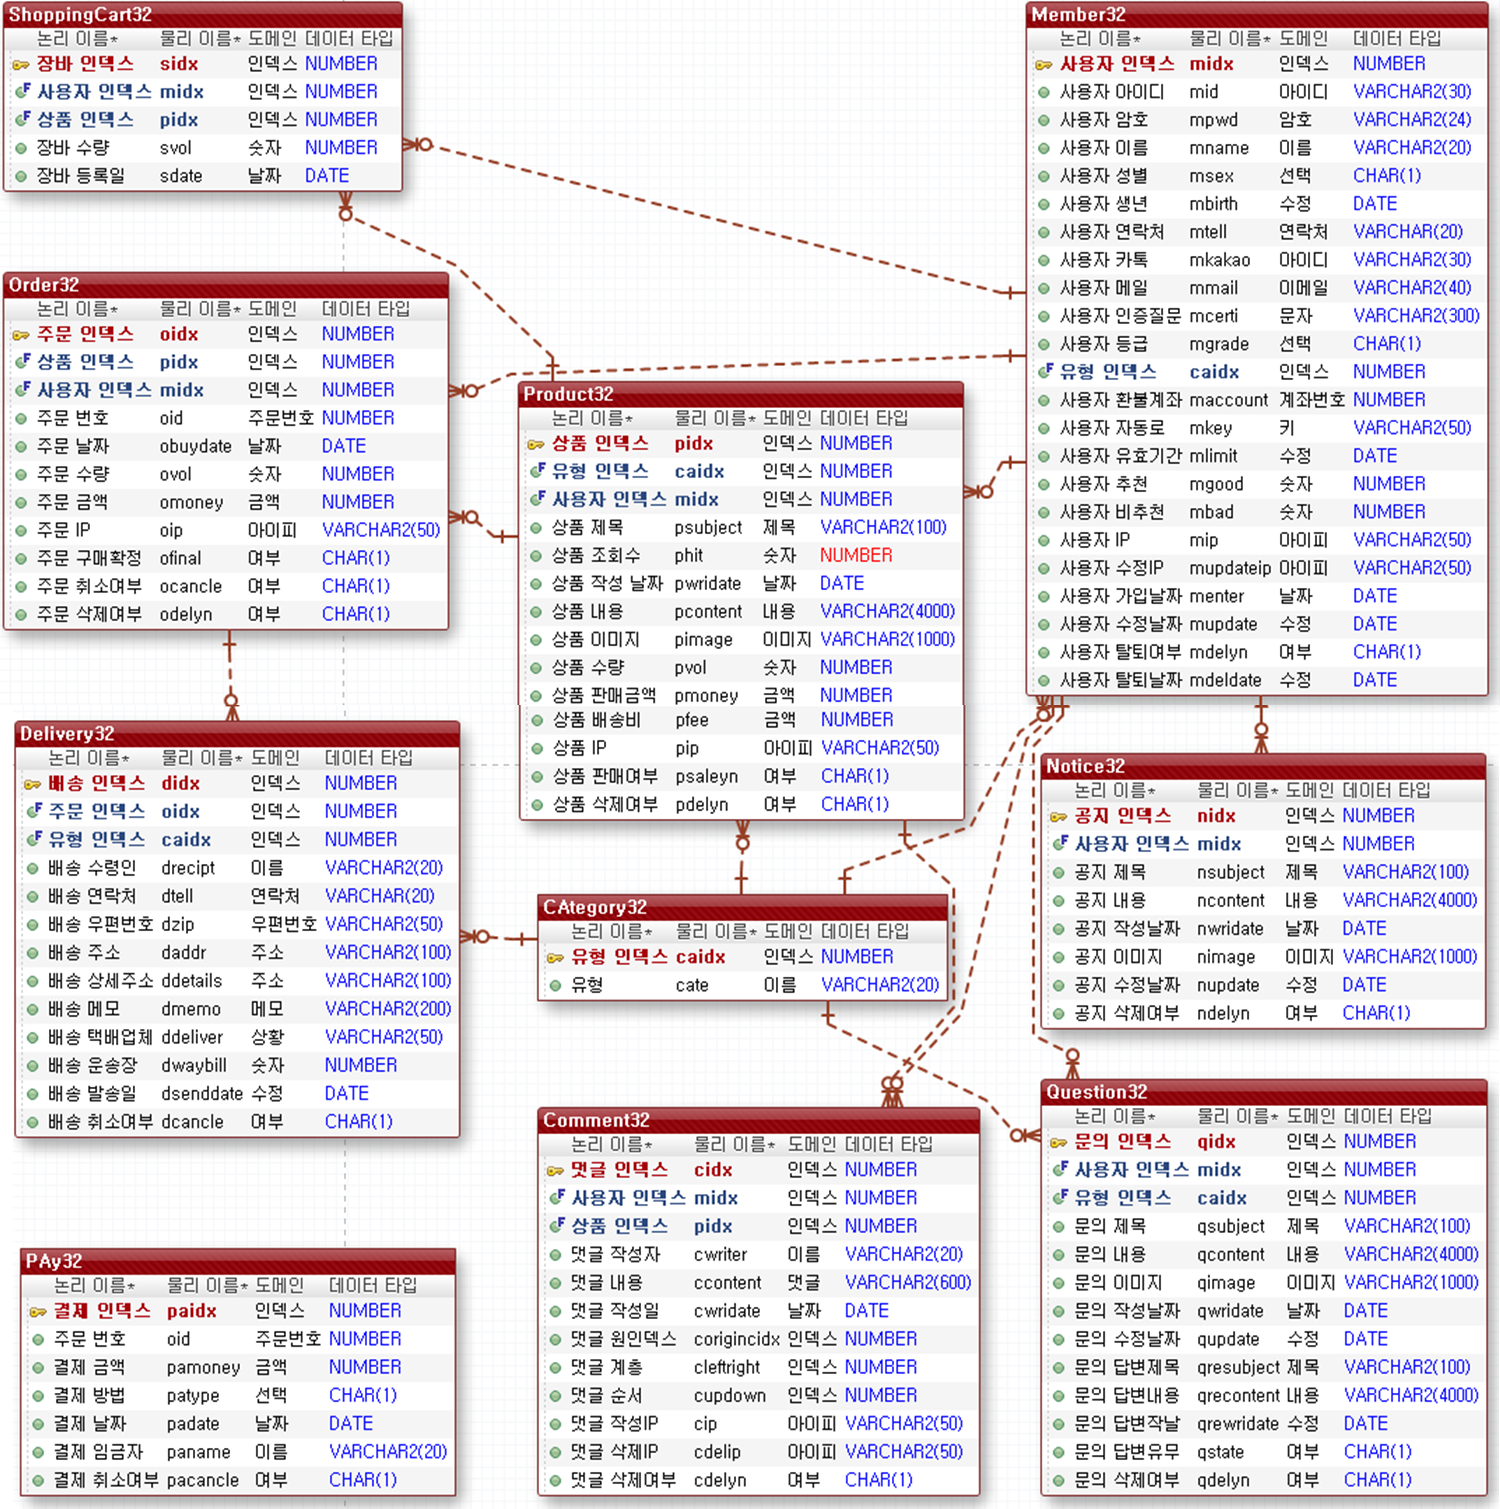 ShoppingCart32
논리 이름* 물리 이름* 도메인 데이터 타입
장바 인덱스 sidx 인덱스 NUMBER
사용자 인덱스 midx 인덱스 NUMBER
상품 인덱스 pidx 인덱스 NUMBER
장바 수량 svol 숫자 NUMBER
장바 등록일 sdate 날짜 DATE
Member32
논리 이름* 물리 이름* 도메인 데이터 타입
사용자 인덱스 midx 인덱스 NUMBER
사용자 아이디 mid 아이디 VARCHAR2(30)
사용자 암호 mpwd 암호 VARCHAR2(24)
사용자 이름 mname 이름 VARCHAR2(20)
사용자 성별 msex 선택 CHAR(1)
사용자 생년 mbirth 수정 DATE
사용자 연락처 mtell 연락처 VARCHAR(20)
사용자 카톡 mkakao 아이디 VARCHAR2(30)
사용자 메일 mmail 이메일 VARCHAR2(40)
사용자 인증질문 mcerti 문자 VARCHAR2(300)
사용자 등급 mgrade 선택 CHAR(1)
유형 인덱스 caidx 인덱스 NUMBER
사용자 환불계좌 maccount 계좌번호 NUMBER
사용자 자동로 mkey 키 VARCHAR2(50)
사용자 유효기간 mlimit 수정 DATE
사용자 추천 mgood 숫자 NUMBER
사용자 비추천 mbad 숫자 NUMBER
사용자 IP mip 아이피 VARCHAR2(50)
사용자 수정IP mupdateip 아이피 VARCHAR2(50)
사용자 가입날짜 menter 날짜 DATE
사용자 수정날짜 mupdate 수정 DATE
사용자 탈퇴여부 mdelyn 여부 CHAR(1)
사용자 탈퇴날짜 mdeldate 수정 DATE
Order32
논리 이름* 물리 이름* 도메인 데이터 타입
주문 인덱스 oidx 인덱스 NUMBER
상품 인덱스 pidx 인덱스 NUMBER
사용자 인덱스 midx 인덱스 NUMBER
주문 번호 oid 주문번호 NUMBER
주문 날짜 obuydate 날짜 DATE
주문 수량 ovol 숫자 NUMBER
주문 금액 omoney 금액 NUMBER
주문 IP oip 아이피 VARCHAR2(50)
주문 구매확정 ofinal 여부 CHAR(1)
주문 취소여부 ocancle 여부 CHAR(1)
주문 삭제여부 odelyn 여부 CHAR(1)
Product32
논리 이름* 물리 이름* 도메인 데이터 타입
상품 인덱스 pidx 인덱스 NUMBER
유형 인덱스 caidx 인덱스 NUMBER
사용자 인덱스 midx 인덱스 NUMBER
상품 제목 psubject 제목 VARCHAR2(100)
상품 조회수 phit 숫자 NUMBER
상품 작성 날짜 pwridate 날짜 DATE
상품 내용 pcontent 내용 VARCHAR2(4000)
상품 이미지 pimage 이미지 VARCHAR2(1000)
상품 수량 pvol 숫자 NUMBER
상품 판매금액 pmoney 금액 NUMBER
상품 배송비 pfee 금액 NUMBER
상품 IP pip 아이피 VARCHAR2(50)
상품 판매여부 psaleyn 여부 CHAR(1)
상품 삭제여부 pdelyn 여부 CHAR(1)
Delivery32
논리 이름* 물리 이름* 도메인 데이터 타입
배송 인덱스 didx 인덱스 NUMBER
주문 인덱스 oidx 인덱스 NUMBER
유형 인덱스 caidx 인덱스 NUMBER
배송 수령인 drecipt 이름 VARCHAR2(20)
배송 연락처 dtell 연락처 VARCHAR(20)
배송 우편번호 dzip 우편번호 VARCHAR2(50)
배송 주소 daddr 주소 VARCHAR2(100)
배송 상세주소 ddetails 주소 VARCHAR2(100)
배송 메모 dmemo 메모 VARCHAR2(200)
배송 택배업체 ddeliver 상황 VARCHAR2(50)
배송 운송장 dwaybill 숫자 NUMBER
배송 발송일 dsenddate 수정 DATE
배송 취소여부 dcancle 여부 CHAR(1)
Notice32
논리 이름* 물리 이름* 도메인 데이터 타입
공지 인덱스 nidx 인덱스 NUMBER
사용자 인덱스 midx 인덱스 NUMBER
공지 제목 nsubject 제목 VARCHAR2(100)
공지 내용 ncontent 내용 VARCHAR2(4000)
공지 작성날짜 nwridate 날짜 DATE
공지 이미지 nimage 이미지 VARCHAR2(1000)
공지 수정날짜 nupdate 수정 DATE
공지 삭제여부 ndelyn 여부 CHAR(1)
CAtegory32
논리 이름* 물리 이름* 도메인 데이터 타입
유형 인덱스 caidx 인덱스 NUMBER
유형 cate 이름 VARCHAR2(20)
Comment32
논리 이름* 물리 이름* 도메인 데이터 타입
댓글 인덱스 cidx 인덱스 NUMBER
사용자 인덱스 midx 인덱스 NUMBER
상품 인덱스 pidx 인덱스 NUMBER
댓글 작성자 cwriter 이름 VARCHAR2(20)
댓글 내용 ccontent 댓글 VARCHAR2(600)
댓글 작성일 cwridate 날짜 DATE
댓글 원인덱스 corigincidx 인덱스 NUMBER
댓글 계층 cleftright 인덱스 NUMBER
댓글 순서 cupdown 인덱스 NUMBER
댓글 작성IP cip 아이피 VARCHAR2(50)
댓글 삭제IP cdelip 아이피 VARCHAR2(50)
댓글 삭제여부 cdelyn 여부 CHAR(1)
Question32
논리 이름* 물리 이름* 도메인 데이터 타입
문의 인덱스 qidx 인덱스 NUMBER
사용자 인덱스 midx 인덱스 NUMBER
유형 인덱스 caidx 인덱스 NUMBER
문의 제목 qsubject 제목 VARCHAR2(100)
문의 내용 qcontent 내용 VARCHAR2(4000)
문의 이미지 qimage 이미지 VARCHAR2(1000)
문의 작성날짜 qwridate 날짜 DATE
문의 수정날짜 qupdate 수정 DATE
문의 답변제목 qresubject 제목 VARCHAR2(100)
문의 답변내용 qrecontent 내용 VARCHAR2(4000)
문의 답변작날 qrewridate 수정 DATE
문의 답변유무 qstate 여부 CHAR(1)
문의 삭제여부 qdelyn 여부 CHAR(1)
PAy32
논리 이름* 물리 이름* 도메인 데이터 타입
결제 인덱스 paidx 인덱스 NUMBER
주문 번호 oid 주문번호 NUMBER
결제 금액 pamoney 금액 NUMBER
결제 방법 patype 선택 CHAR(1)
결제 날짜 padate 날짜 DATE
결제 입금자 paname 이름 VARCHAR2(20)
결제 취소여부 pacancle 여부 CHAR(1)